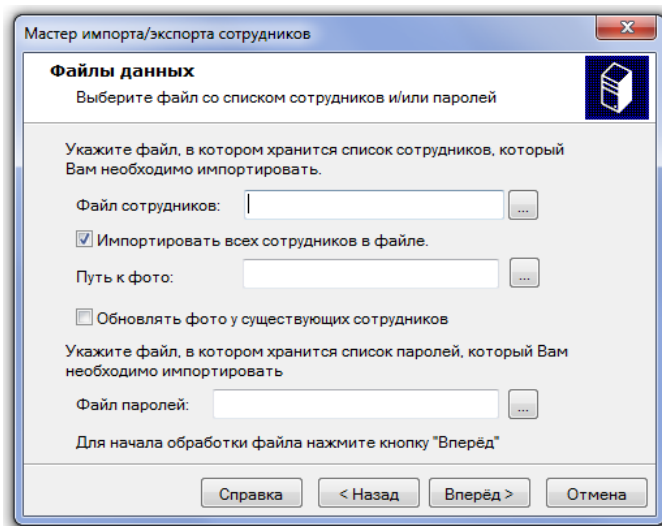 Мастер импорта/экспорта сотрудников
Файлы данных
Выберите файл со списком сотрудников и/или паролей
Укажите файл, в котором хранится список сотрудников, который
Вам необходимо импортировать.
Файл сотрудников:
...
Импортировать всех сотрудников в файле.
Путь к фото:
...
Обновлять фото у существующих сотрудников
Укажите файл, в котором хранится список паролей, который Вам
необходимо импортировать
Файл паролей:
...
Для начала обработки файла нажмите кнопку "Вперёд"
Справка < Назад Вперёд > Отмена